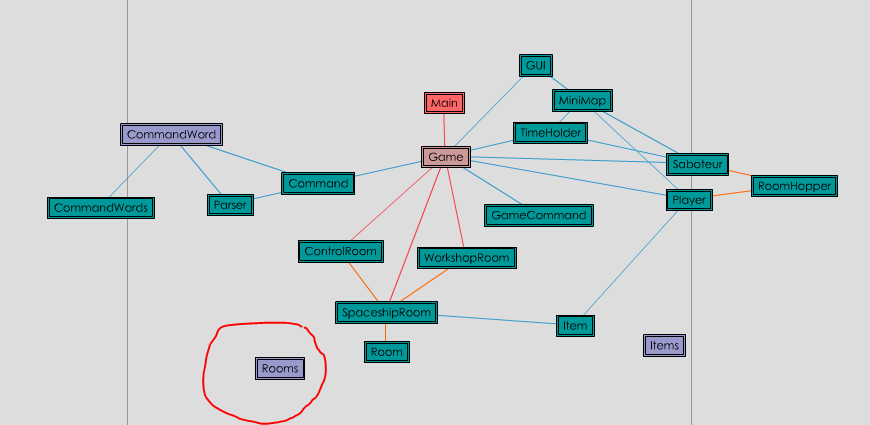 GUI
MiniMap
Main
TimeHolder
CommandWord
Game
Saboteur
Command
RoomHopper
Player
Parser
CommandWords
GameCommand
ControlRoom
WorkshopRoom
SpaceshipRoom
Item
Items
Room
Rooms